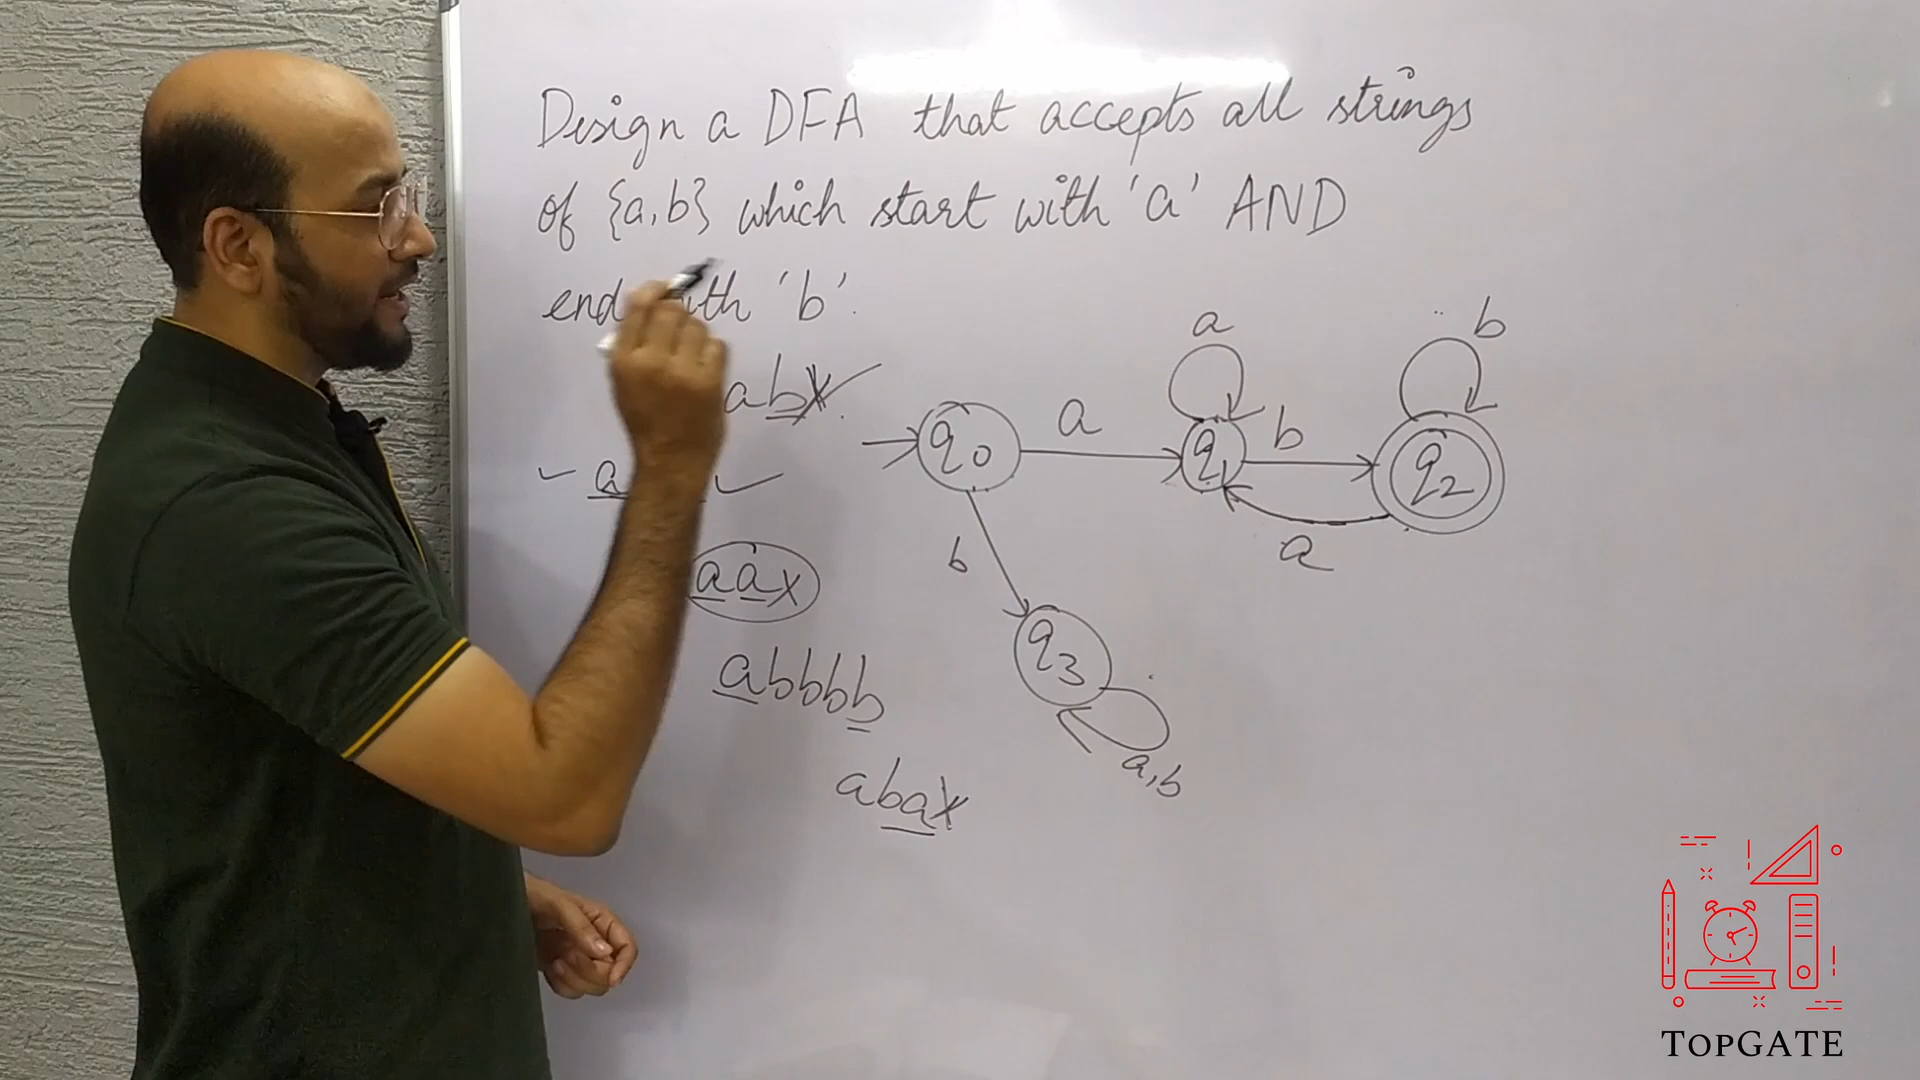 Design a DFA that accepts all strings
of {a,b} which start with 'a' AND
end with 'b'.
a
b
abx
q0
a
q1
b
q2
a
a
b
aax
q3
abbbb
a,b
abax
TOPGATE